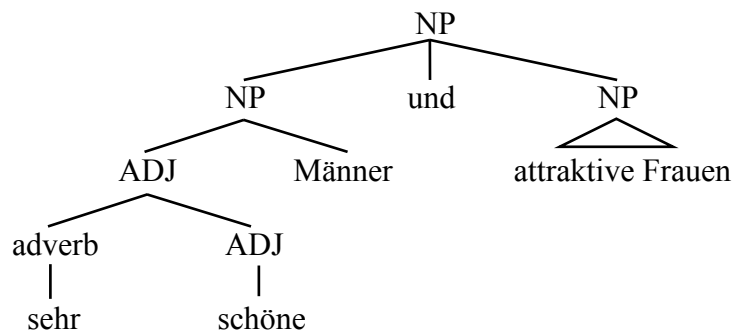 NP
NP und NP
ADJ Männer attraktive Frauen
adverb ADJ
sehr schöne